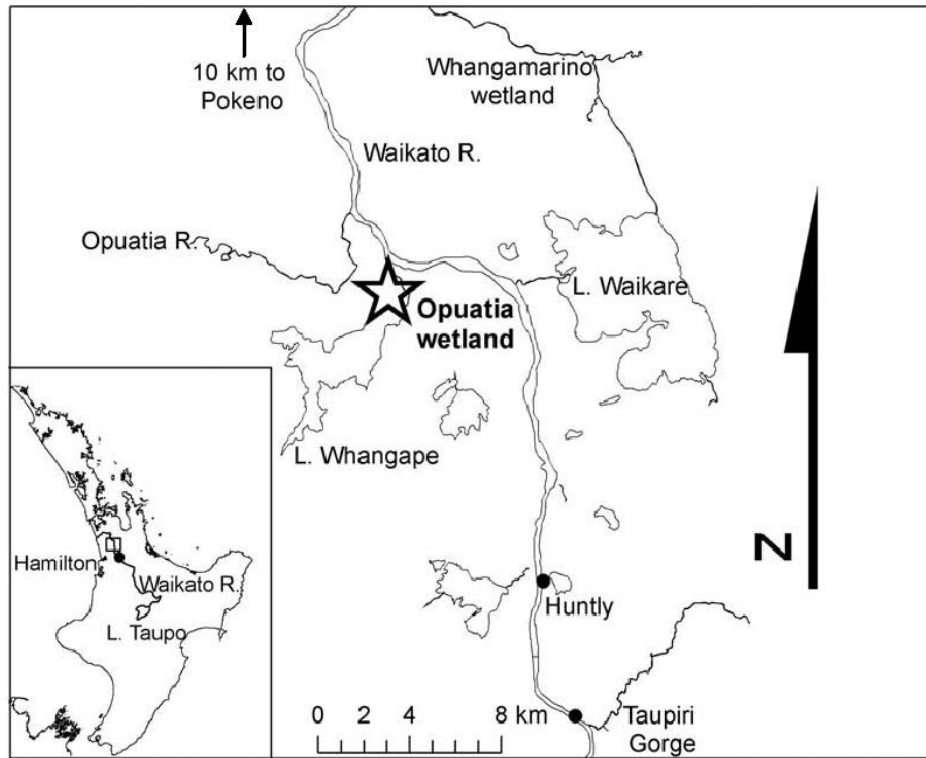 10 km to
Pokeno
Whangamarino
wetland
Waikato R.
Opuatia R.
L. Waikare
Opuatia
wetland
L. Whangape
N
Hamilton
Waikato R.
L. Taupo
Huntly
0 2 4 8 km
Taupiri
Gorge